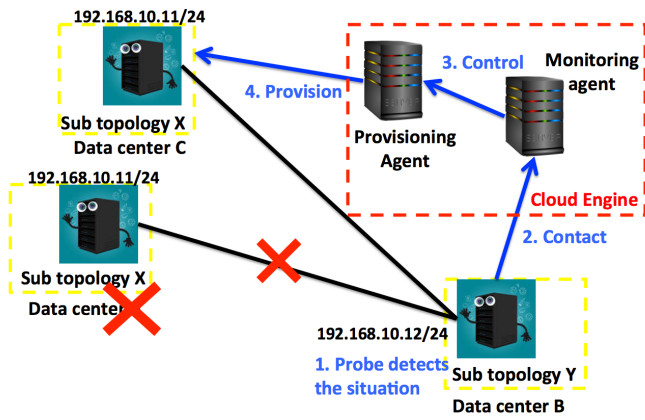 192.168.10.11/24
Sub topology X
Data center C
192.168.10.11/24
Sub topology X
Data center
4. Provision
3. Control
Monitoring
agent
Provisioning
Agent
Cloud Engine
2. Contact
192.168.10.12/24
1. Probe detects
the situation
Sub topology Y
Data center B